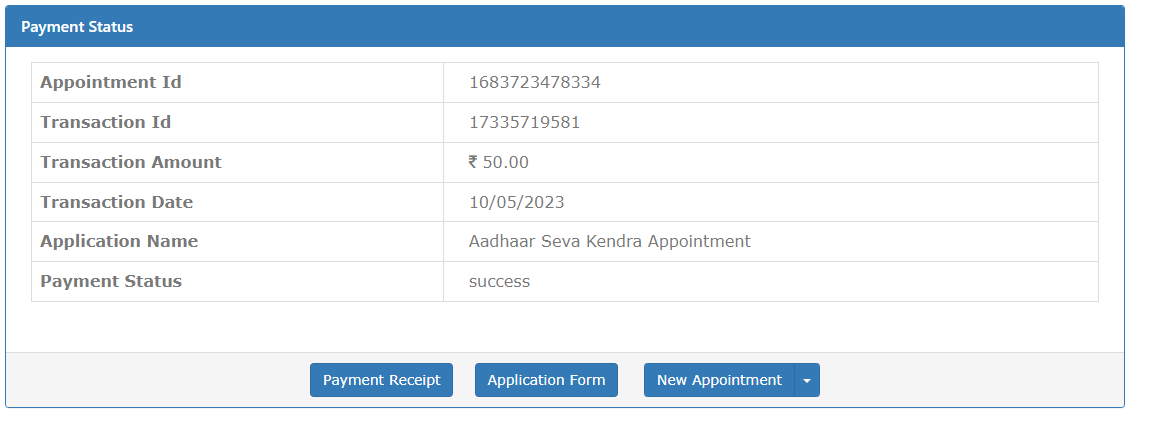 Payment Status
Appointment Id 1683723478334
Transaction Id 17335719581
Transaction Amount ₹ 50.00
Transaction Date 10/05/2023
Application Name Aadhaar Seva Kendra Appointment
Payment Status success
Payment Receipt Application Form New Appointment